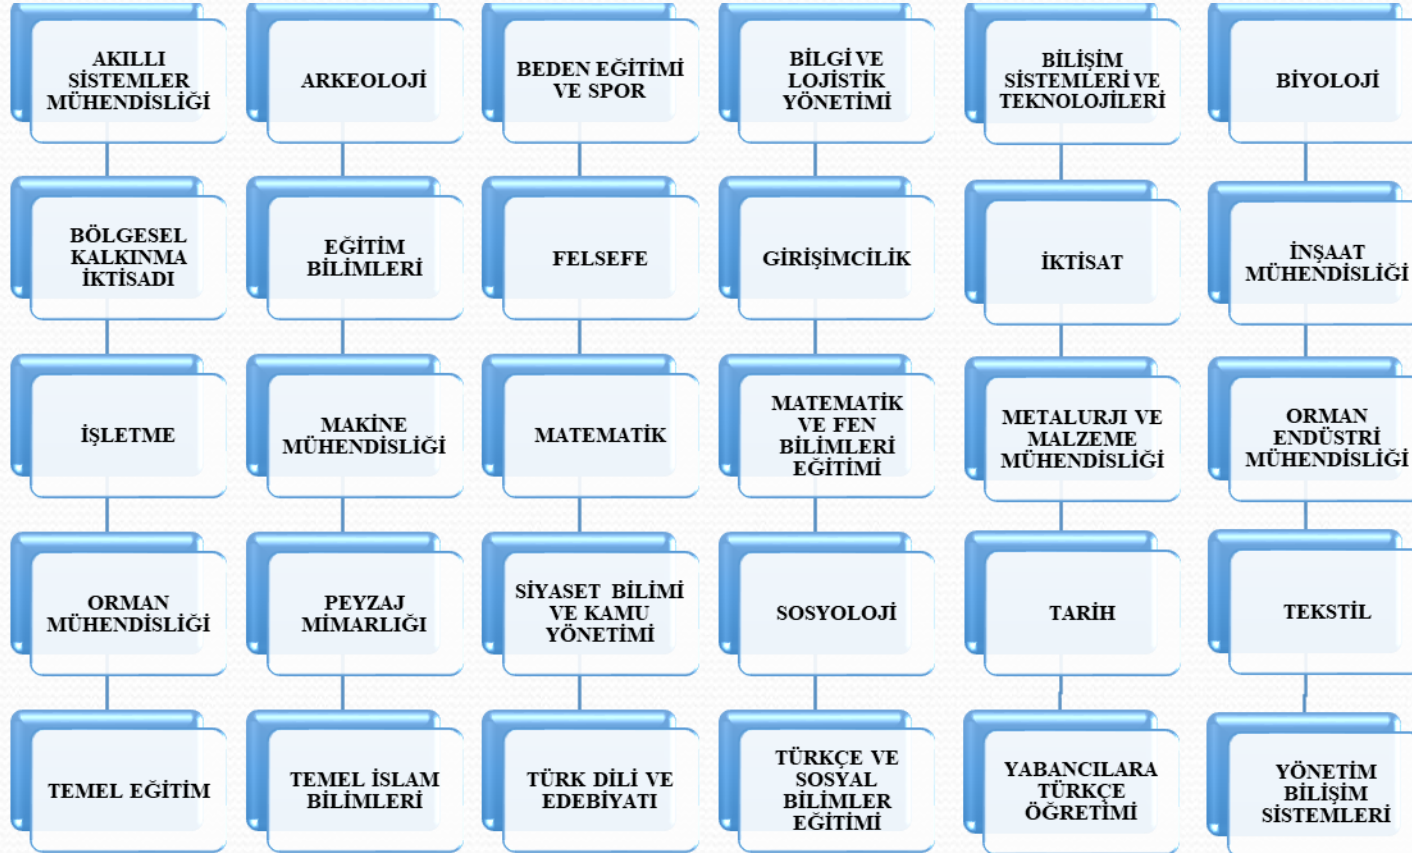 AKILLI
SİSTEMLER
MÜHENDİSLİĞİ
ARKEOLOJİ
BEDEN EĞİTİMİ
VE SPOR
BİLGİ VE
LOJİSTİK
YÖNETİMİ
BİLİŞİM
SİSTEMLERİ VE
TEKNOLOJİLERİ
BİYOLOJİ
BÖLGESEL
KALKINMA
İKTİSADI
EĞİTİM
BİLİMLERİ
FELSEFE
GİRİŞİMCİLİK
İKTİSAT
İNŞAAT
MÜHENDİSLİĞİ
İŞLETME
MAKİNE
MÜHENDİSLİĞİ
MATEMATİK
MATEMATİK
VE FEN
BİLİMLERİ
EĞİTİMİ
METALURJI VE
MALZEME
MÜHENDİSLİĞİ
ORMAN
ENDÜSTRİ
MÜHENDİSLİĞİ
ORMAN
MÜHENDİSLİĞİ
PEYZAJ
MİMARLIĞI
SİYASET BİLİMİ
VE KAMU
YÖNETİMİ
SOSYOLOJİ
TARİH
TEKSTİL
TEMEL EĞİTİM
TEMEL İSLAM
BİLİMLERİ
TÜRK DİLİ VE
EDEBİYATI
TÜRKÇE VE
SOSYAL
BİLİMLER
EĞİTİMİ
YABANCILARA
TÜRKÇE
ÖĞRETİMİ
YÖNETİM
BİLİŞİM
SİSTEMLERİ